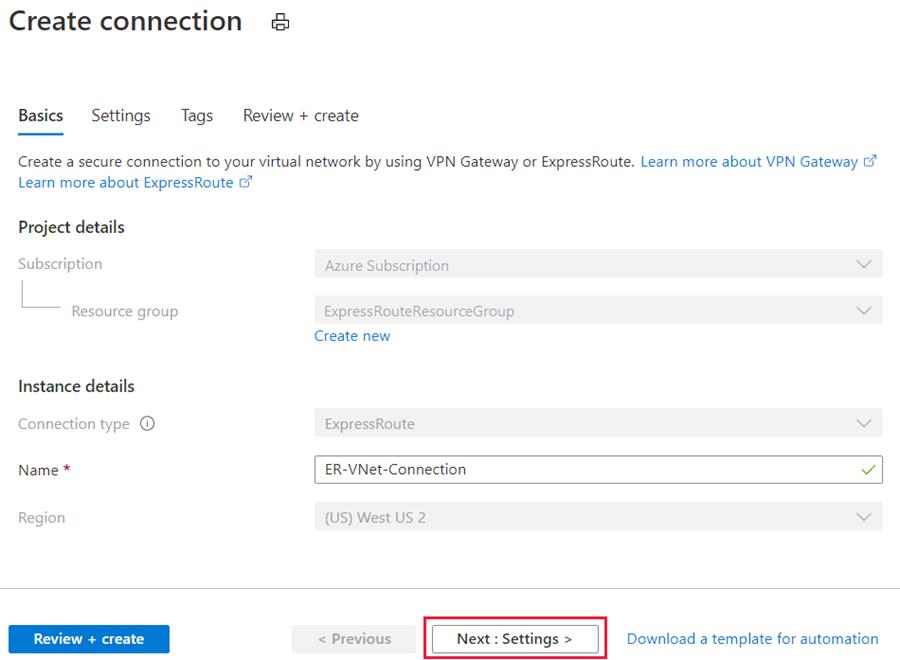 Create connection
Basics Settings Tags Review + create
Create a secure connection to your virtual network by using VPN Gateway or ExpressRoute. Learn more about VPN Gateway
Learn more about ExpressRoute
Project details
Subscription Azure Subscription
Resource group ExpressRouteResourceGroup
Create new
Instance details
Connection type ExpressRoute
Name * ER-VNet-Connection
Region (US) West US 2
Review + create < Previous Next : Settings > Download a template for automation